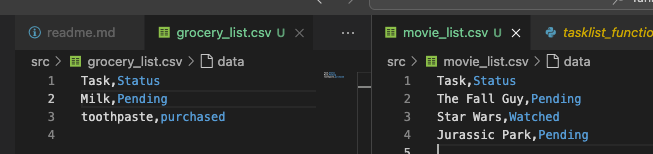 readme.md
grocery_list.csv U
src > grocery_list.csv > data
1 Task,Status
2 Milk,Pending
3 toothpaste,purchased
4
movie_list.csv U
src > movie_list.csv > data
1 Task,Status
2 The Fall Guy,Pending
3 Star Wars,Watched
4 Jurassic Park,Pending
5